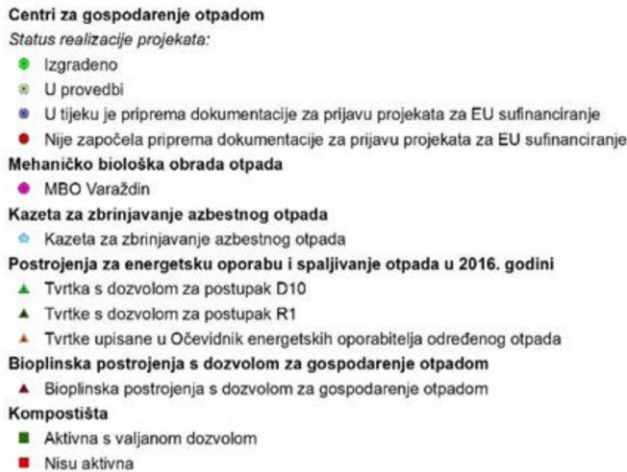 Centri za gospodarenje otpadom
Status realizacije projekata:
Izgrađeno
U provedbi
U tijeku je priprema dokumentacije za prijavu projekata za EU sufinanciranje
Nije započela priprema dokumentacije za prijavu projekata za EU sufinanciranje
Mehaničko biološka obrada otpada
MBO Varaždin
Kazeta za zbrinjavanje azbestnog otpada
Kazeta za zbrinjavanje azbestnog otpada
Postrojenja za energetsku oporabu i spaljivanje otpada u 2016. godini
Tvrtka s dozvolom za postupak D10
Tvrtke s dozvolom za postupak R1
Tvrtke upisane u Očevidnik energetskih oporabitelja određenog otpada
Bioplinska postrojenja s dozvolom za gospodarenje otpadom
Bioplinska postrojenja s dozvolom za gospodarenje otpadom
Kompostišta
Aktivna s valjanom dozvolom
Nisu aktivna